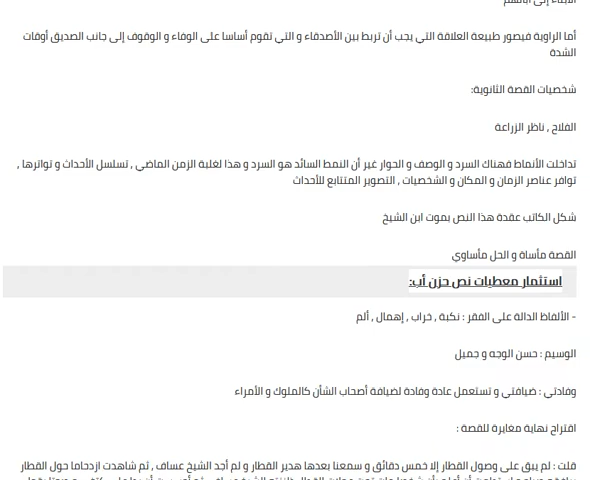 الأبناء إلى آبائهم
أما الراوية فيصور طبيعة العلاقة التي يجب أن تربط بين الأصدقاء و التي تقوم أساسا على الوفاء و الوقوف إلى جانب الصديق أوقات
الشدة
شخصيات القصة الثانوية:
الفلاح , ناظر الزراعة
تداخلت الأنماط فهناك السرد و الوصف و الحوار غير أن النمط السائد هو السرد و هذا لغلبة الزمن الماضي , تسلسل الأحداث و تواترها ,
توافر عناصر الزمان و المكان و الشخصيات , التصوير المتتابع للأحداث
شكل الكاتب عقدة هذا النص بموت ابن الشيخ
القصة مأساة و الحل مأساوي
استثمار معطيات نص حزن أب:
- الألفاظ الدالة على الفقر : نكبة , خراب , إهمال , ألم
الوسيم : حسن الوجه و جميل
وفادتي : ضيافتي و تستعمل عادة وفادة لضيافة أصحاب الشأن كالملوك و الأمراء
اقتراح نهاية مغايرة للقصة :
قلت : لم يبق على وصول القطار إلا خمس دقائق و سمعنا بعدها هدير القطار و لم أجد الشيخ عساف , ثم شاهدت ازدحاما حول القطار